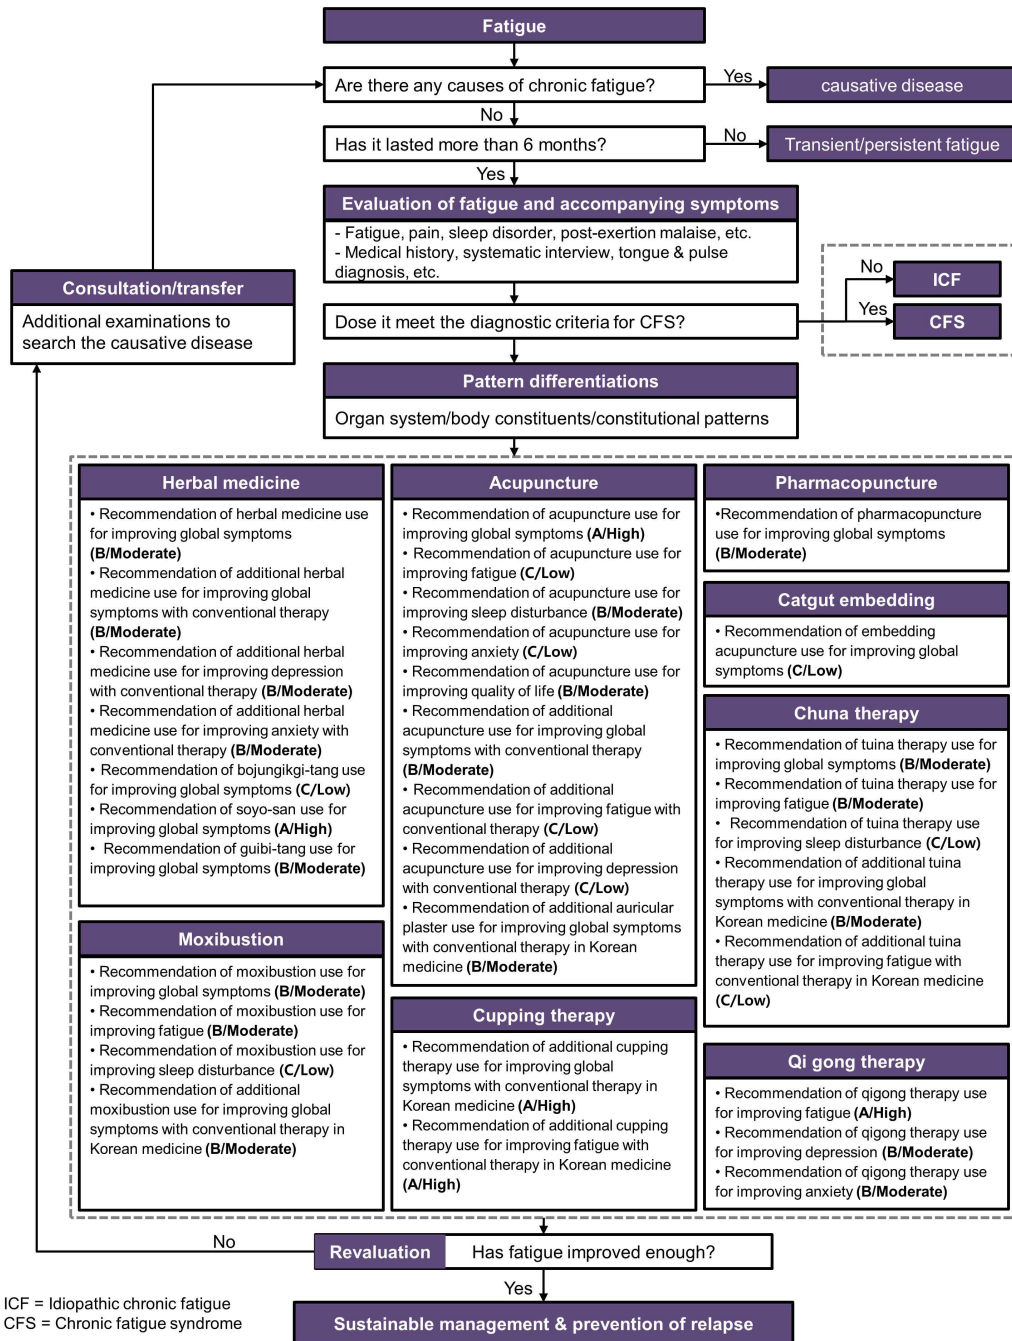 Fatigue
Are there any causes of chronic fatigue?
Yes
causative disease
No
Has it lasted more than 6 months?
No
Transient/persistent fatigue
Yes
Evaluation of fatigue and accompanying symptoms
- Fatigue, pain, sleep disorder, post-exertion malaise, etc.
- Medical history, systematic interview, tongue & pulse
diagnosis, etc.
Consultation/transfer
Additional examinations to
search the causative disease
Dose it meet the diagnostic criteria for CFS?
No
ICF
Yes
CFS
Pattern differentiations
Organ system/body constituents/constitutional patterns
Herbal medicine
• Recommendation of herbal medicine use
for improving global symptoms
(B/Moderate)
• Recommendation of additional herbal
medicine use for improving global
symptoms with conventional therapy
(B/Moderate)
• Recommendation of additional herbal
medicine use for improving depression
with conventional therapy (B/Moderate)
• Recommendation of additional herbal
medicine use for improving anxiety with
conventional therapy (B/Moderate)
• Recommendation of bojungikgi-tang use
for improving global symptoms (C/Low)
• Recommendation of soyo-san use for
improving global symptoms (A/High)
• Recommendation of guibi-tang use for
improving global symptoms (B/Moderate)
Moxibustion
• Recommendation of moxibustion use for
improving global symptoms (B/Moderate)
• Recommendation of moxibustion use for
improving fatigue (B/Moderate)
• Recommendation of moxibustion use for
improving sleep disturbance (C/Low)
• Recommendation of additional
moxibustion use for improving global
symptoms with conventional therapy in
Korean medicine (B/Moderate)
Acupuncture
• Recommendation of acupuncture use for
improving global symptoms (A/High)
• Recommendation of acupuncture use for
improving fatigue (C/Low)
• Recommendation of acupuncture use for
improving sleep disturbance (B/Moderate)
• Recommendation of acupuncture use for
improving anxiety (C/Low)
• Recommendation of acupuncture use for
improving quality of life (B/Moderate)
• Recommendation of additional
acupuncture use for improving global
symptoms with conventional therapy
(B/Moderate)
• Recommendation of additional
acupuncture use for improving fatigue with
conventional therapy (C/Low)
• Recommendation of additional
acupuncture use for improving depression
with conventional therapy (C/Low)
• Recommendation of additional auricular
plaster use for improving global symptoms
with conventional therapy in Korean
medicine (B/Moderate)
Cupping therapy
• Recommendation of additional cupping
therapy use for improving global
symptoms with conventional therapy in
Korean medicine (A/High)
• Recommendation of additional cupping
therapy use for improving fatigue with
conventional therapy in Korean medicine
(A/High)
Pharmacopuncture
•Recommendation of pharmacopuncture
use for improving global symptoms
(B/Moderate)
Catgut embedding
• Recommendation of embedding
acupuncture use for improving global
symptoms (C/Low)
Chuna therapy
• Recommendation of tuina therapy use for
improving global symptoms (B/Moderate)
• Recommendation of tuina therapy use
for improving fatigue (B/Moderate)
• Recommendation of tuina therapy use
for improving sleep disturbance (C/Low)
• Recommendation of additional tuina
therapy use for improving global
symptoms with conventional therapy in
Korean medicine (B/Moderate)
• Recommendation of additional tuina
therapy use for improving fatigue with
conventional therapy in Korean medicine
(C/Low)
Qi gong therapy
• Recommendation of qigong therapy use
for improving fatigue (A/High)
• Recommendation of qigong therapy use
for improving depression (B/Moderate)
• Recommendation of qigong therapy use
for improving anxiety (B/Moderate)
No
Revaluation
Has fatigue improved enough?
Yes
Sustainable management & prevention of relapse
ICF = Idiopathic chronic fatigue
CFS = Chronic fatigue syndrome